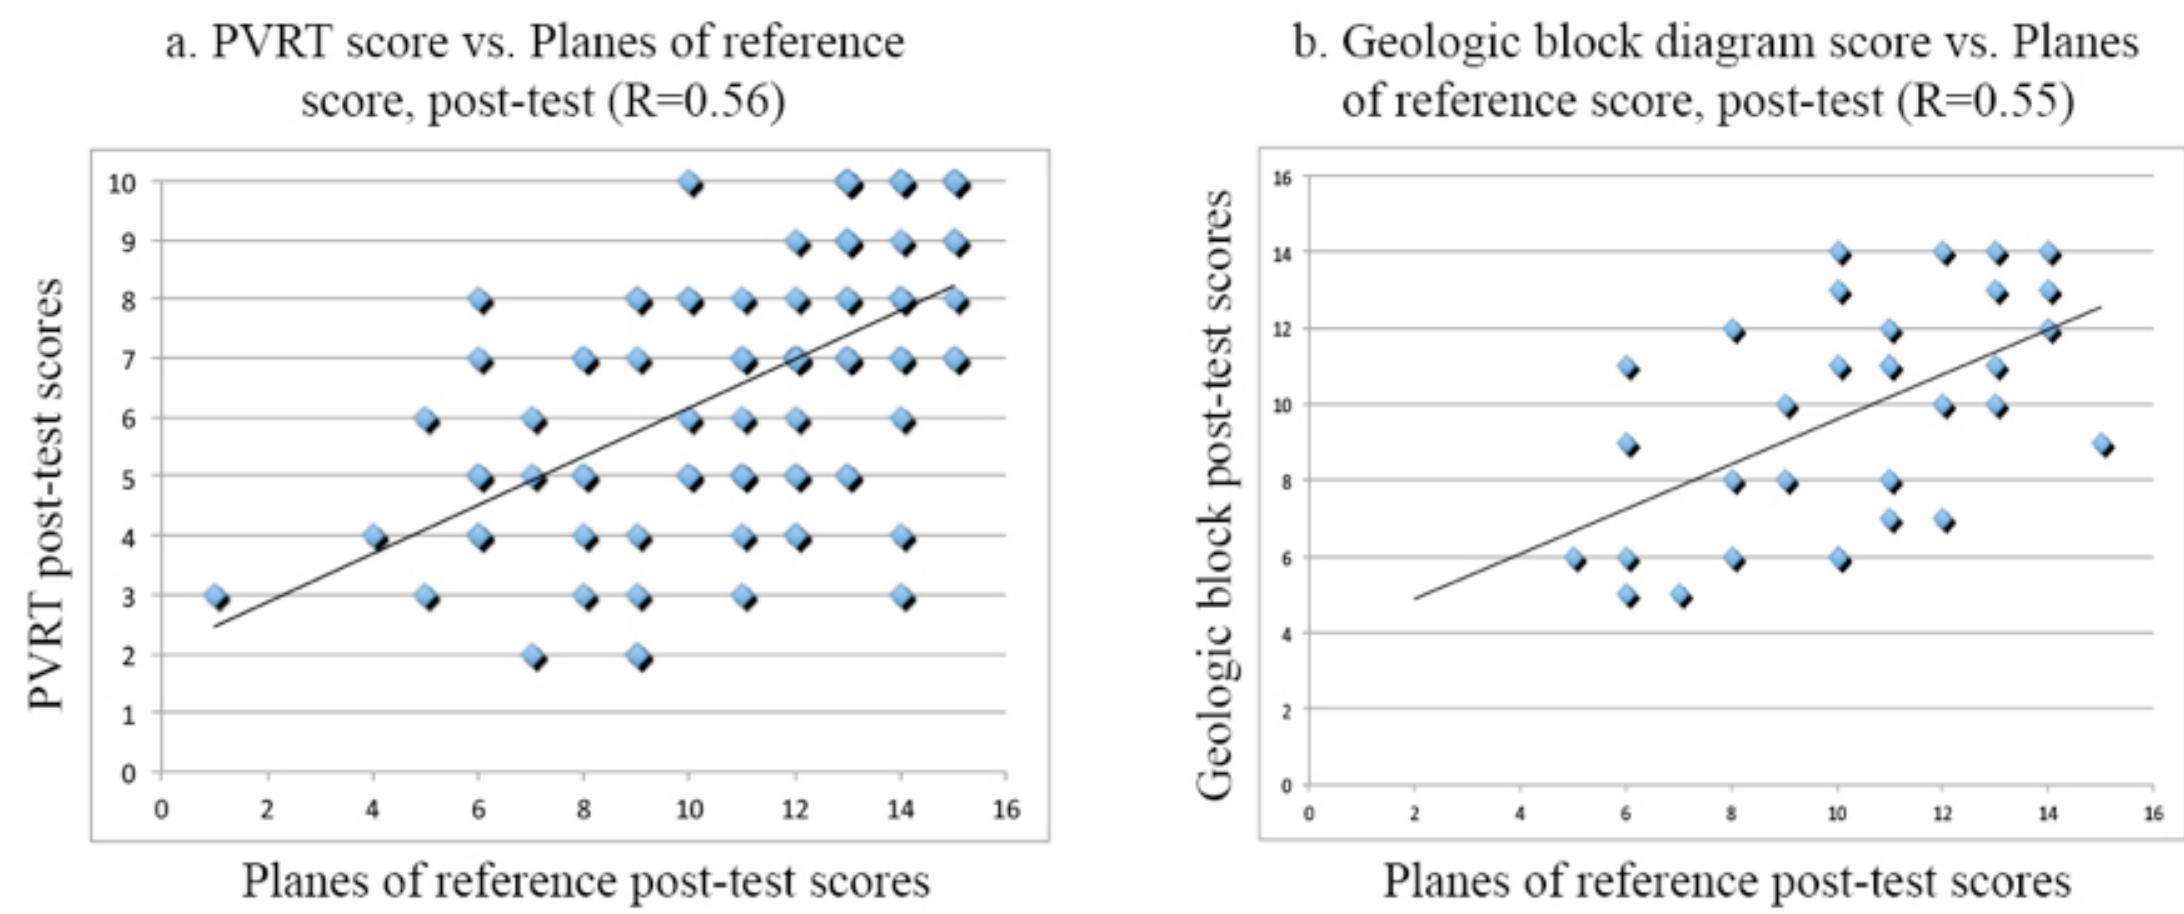 a. PVRT score vs. Planes of reference
score, post-test (R=0.56)
PVRT post-test scores
10
9
8
7
6
5
4
3
2
1
0
0 2 4 6 8 10 12 14 16
Planes of reference post-test scores
b. Geologic block diagram score vs. Planes
of reference score, post-test (R=0.55)
Geologic block post-test scores
16
14
12
10
8
6
4
2
0
0 2 4 6 8 10 12 14 16
Planes of reference post-test scores